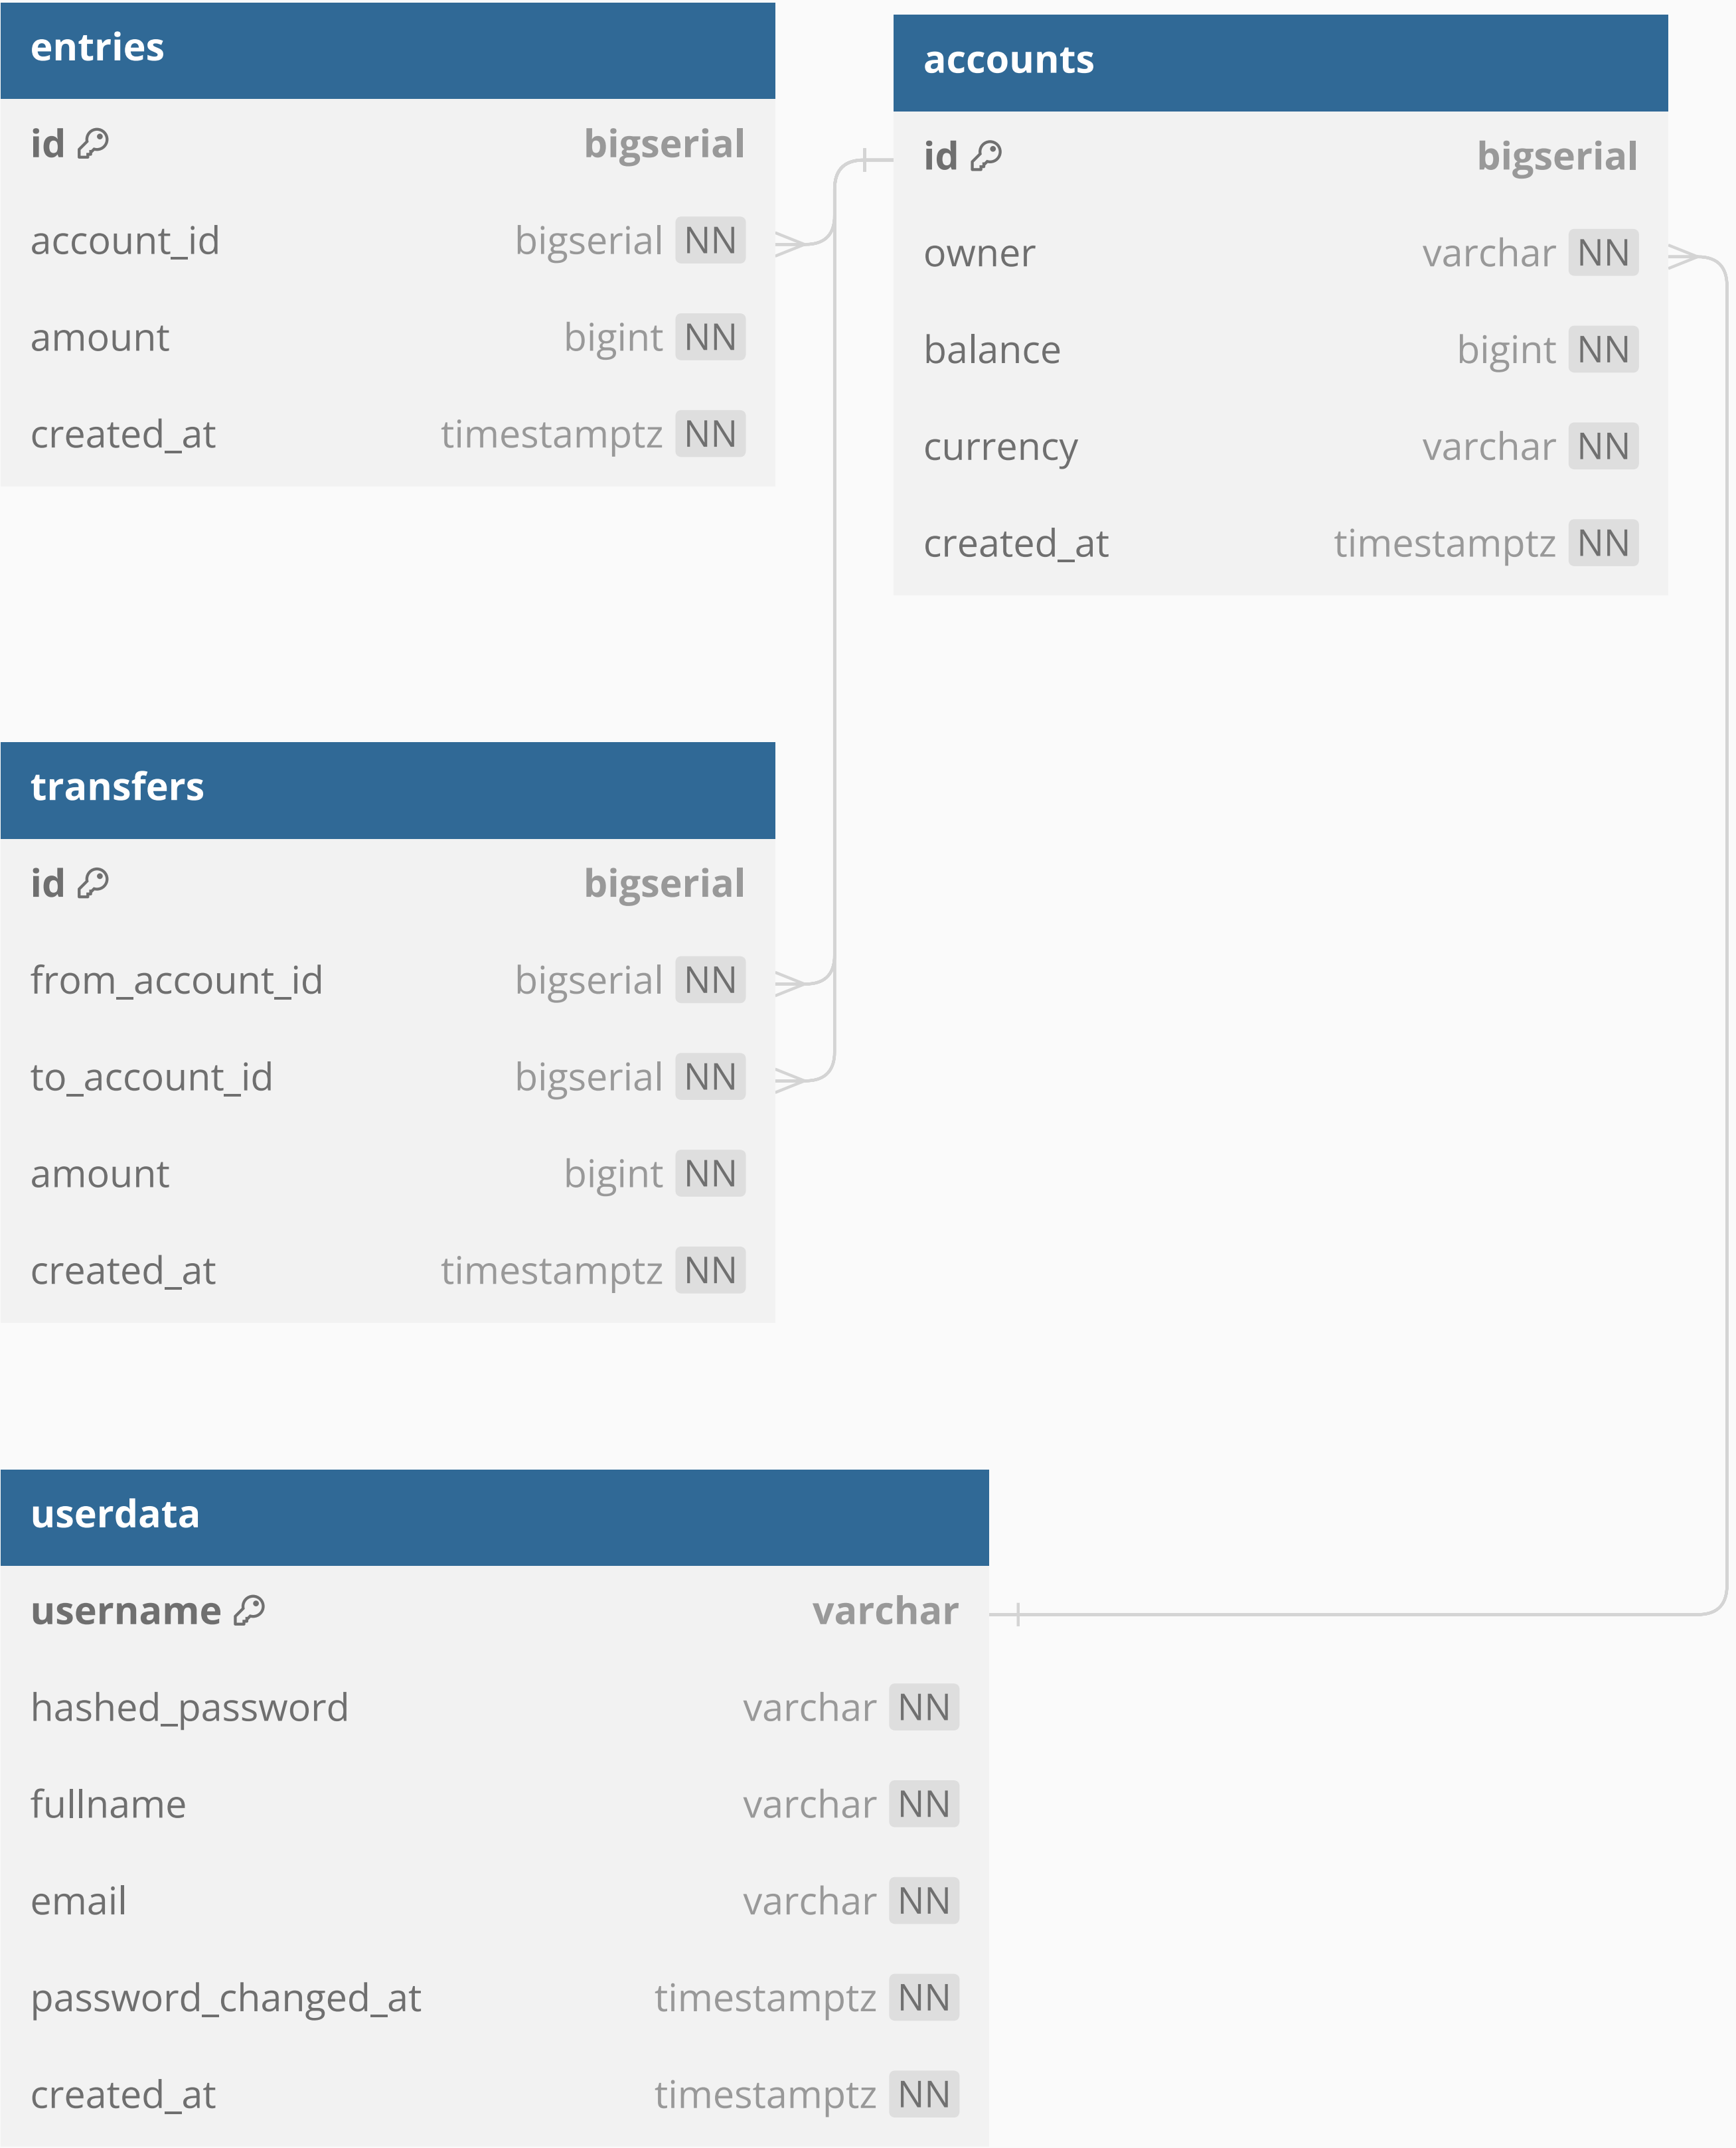 entries
id bigserial
account_id bigserial NN
amount bigint NN
created_at timestamptz NN
accounts
id bigserial
owner varchar NN
balance bigint NN
currency varchar NN
created_at timestamptz NN
transfers
id bigserial
from_account_id bigserial NN
to_account_id bigserial NN
amount bigint NN
created_at timestamptz NN
userdata
username varchar
hashed_password varchar NN
fullname varchar NN
email varchar NN
password_changed_at timestamptz NN
created_at timestamptz NN